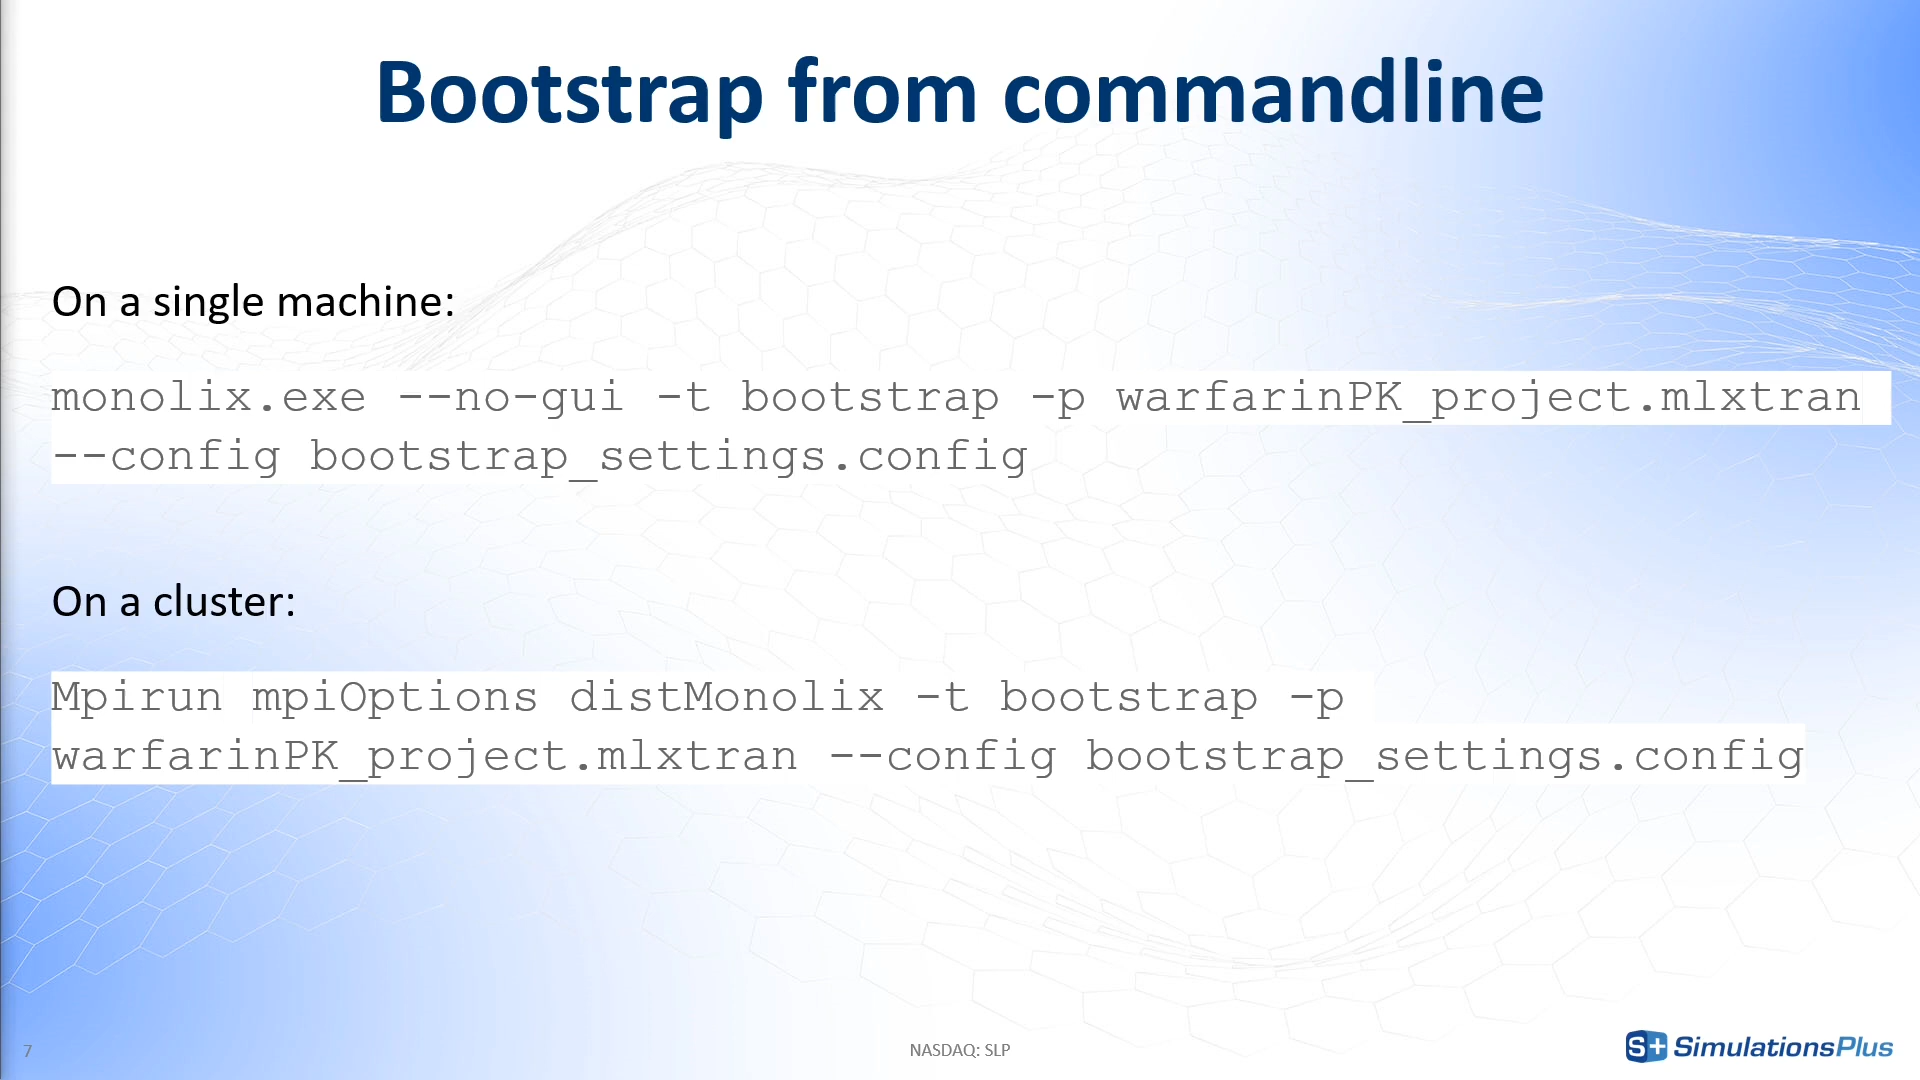 Bootstrap from commandline
On a single machine:
monolix.exe --no-gui -t bootstrap -p warfarinPK_project.mlxtran
--config bootstrap_settings.config
On a cluster:
Mpirun mpiOptions distMonolix -t bootstrap -p
warfarinPK_project.mlxtran --config bootstrap_settings.config
7
NASDAQ: SLP
S+ SimulationsPlus